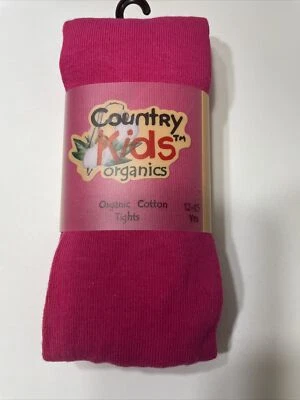 Country
Kids™
organics
Organic Cotton
Tights
Yrs